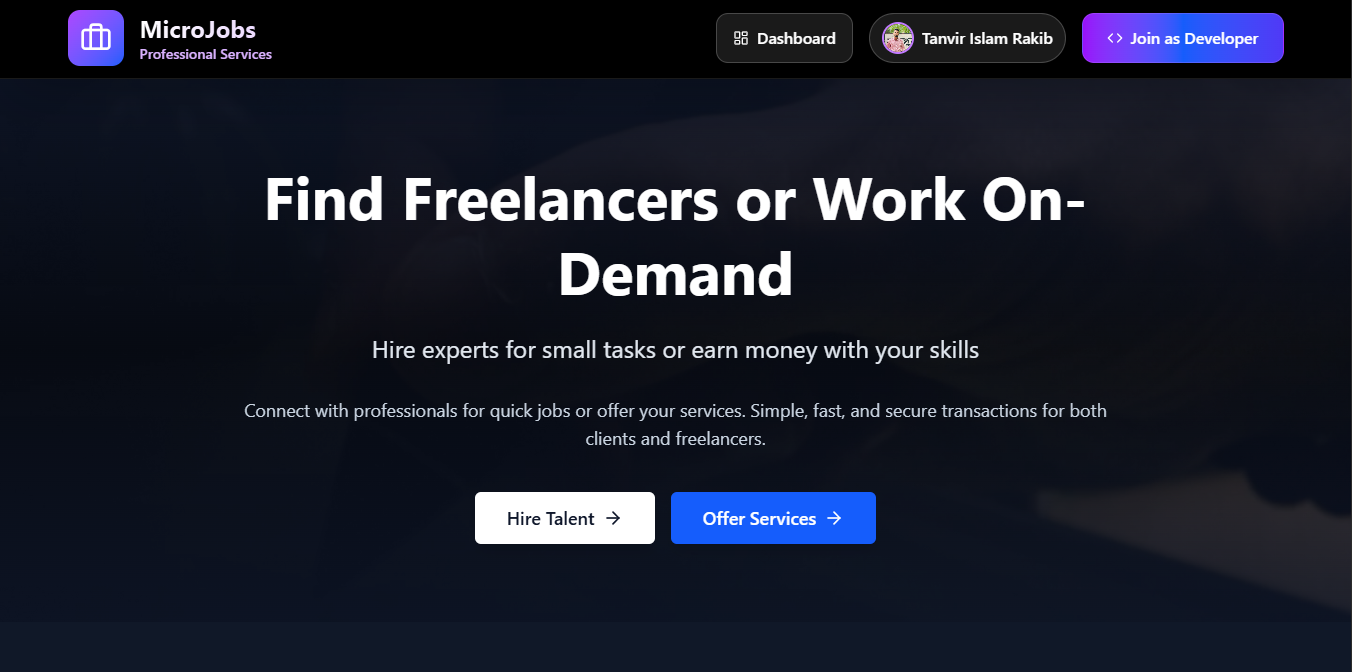 MicroJobs
Professional Services
Dashboard
Tanvir Islam Rakib
Join as Developer
Find Freelancers or Work On-
Demand
Hire experts for small tasks or earn money with your skills
Connect with professionals for quick jobs or offer your services. Simple, fast, and secure transactions for both
clients and freelancers.
Hire Talent →
Offer Services →